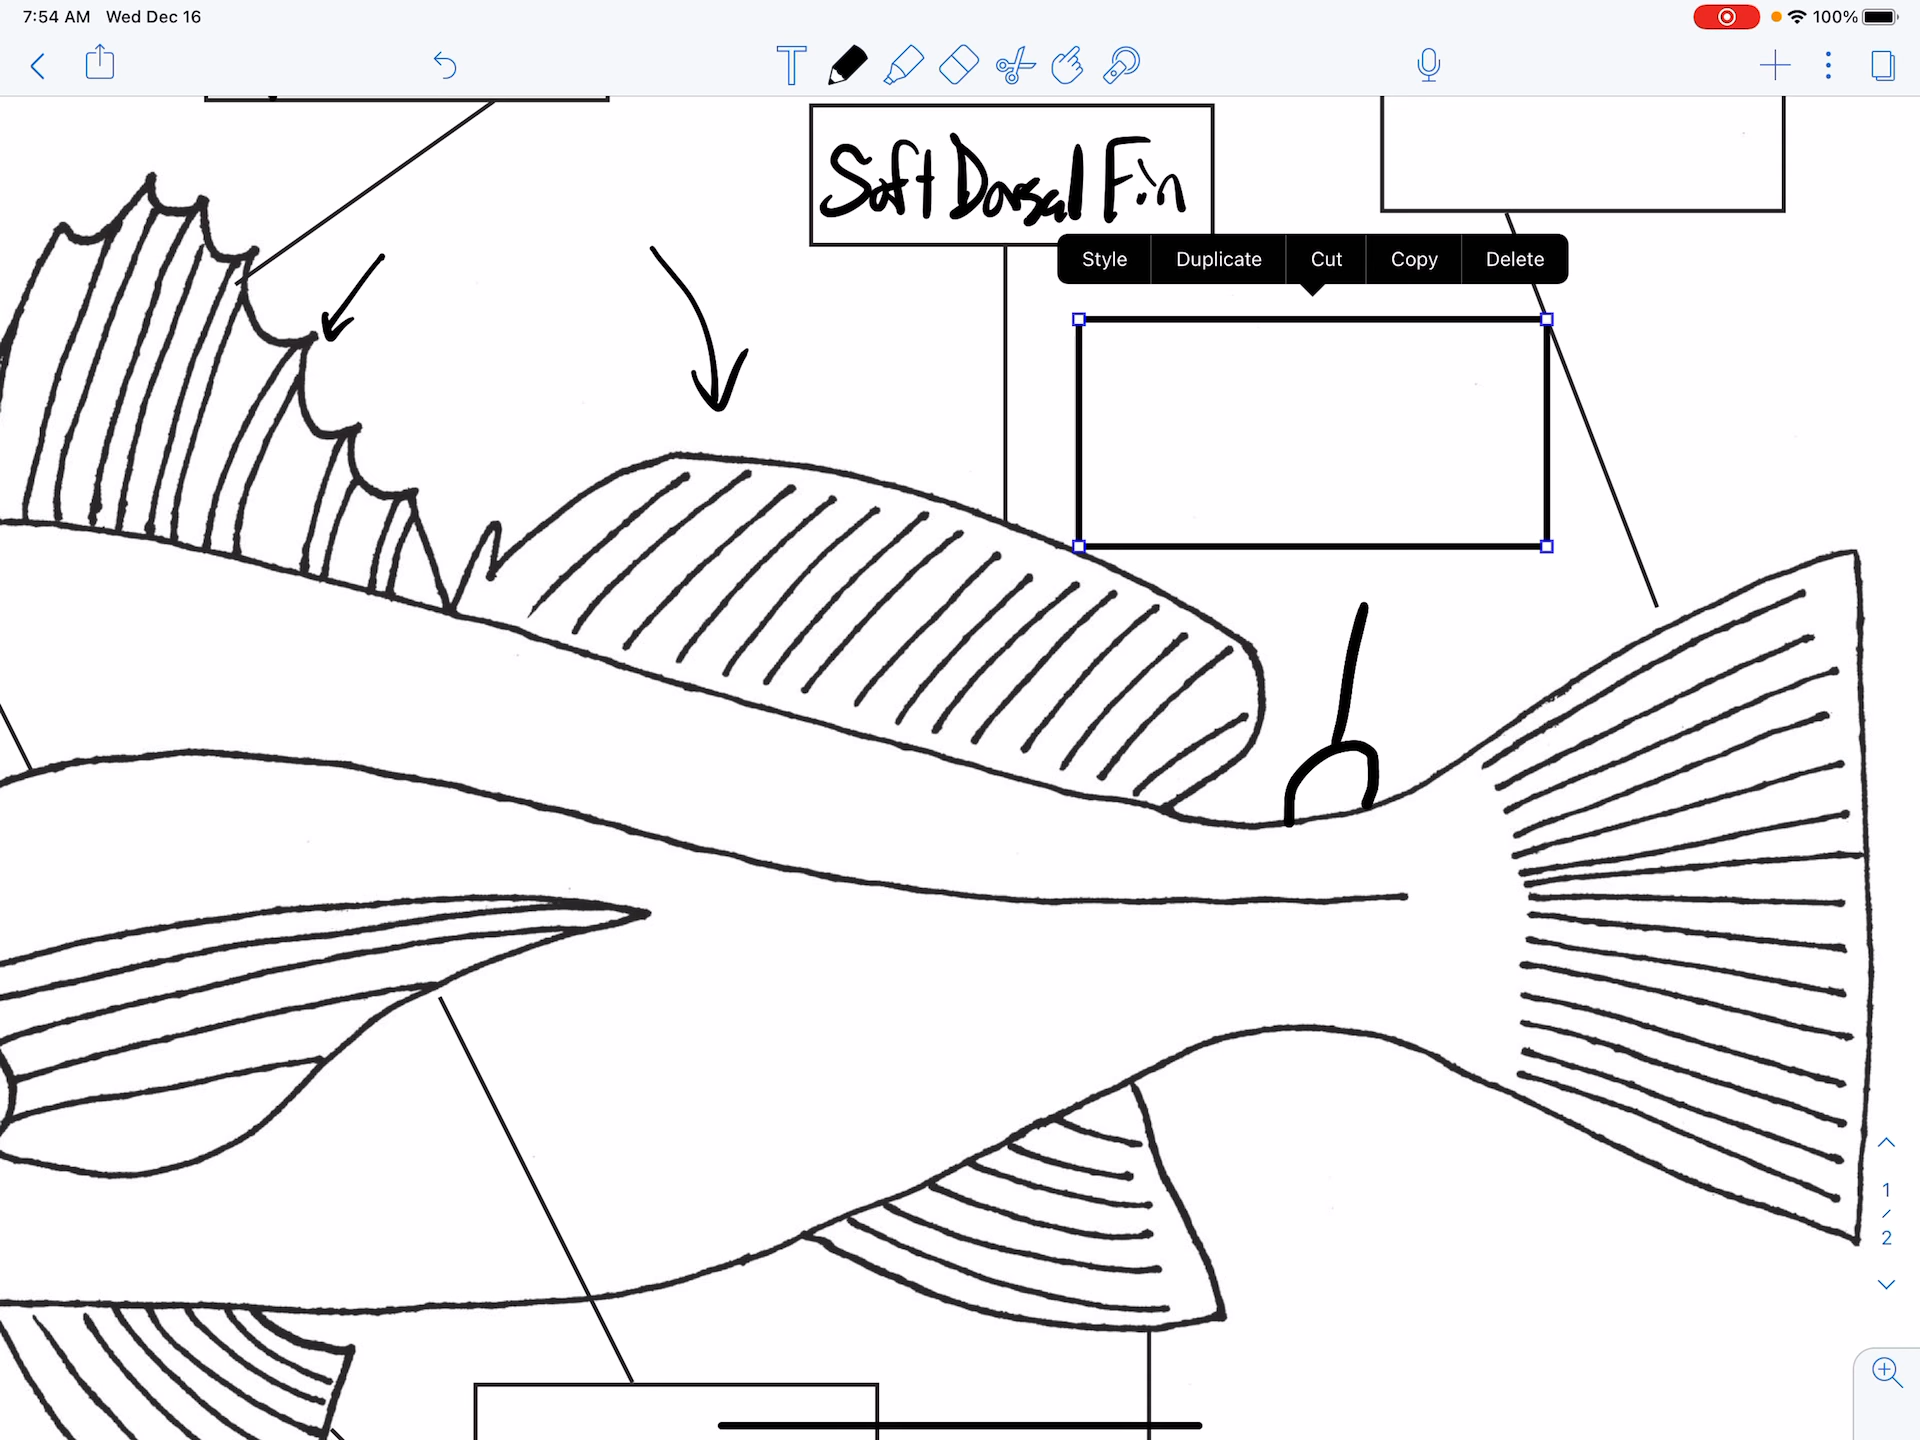 7:54 AM Wed Dec 16
100%
T
Soft Dorsal Fin
Style Duplicate Cut Copy Delete
1
/
2